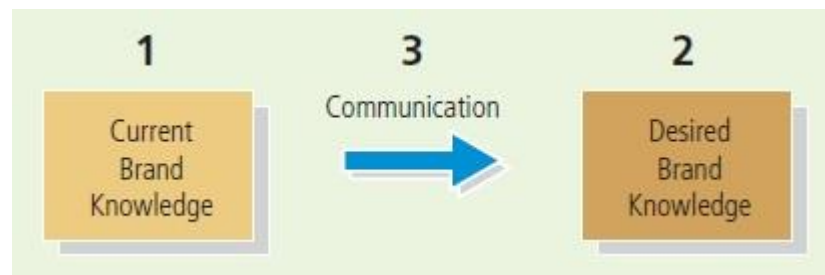 1
3
2
Communication
Current
Brand
Knowledge
Desired
Brand
Knowledge